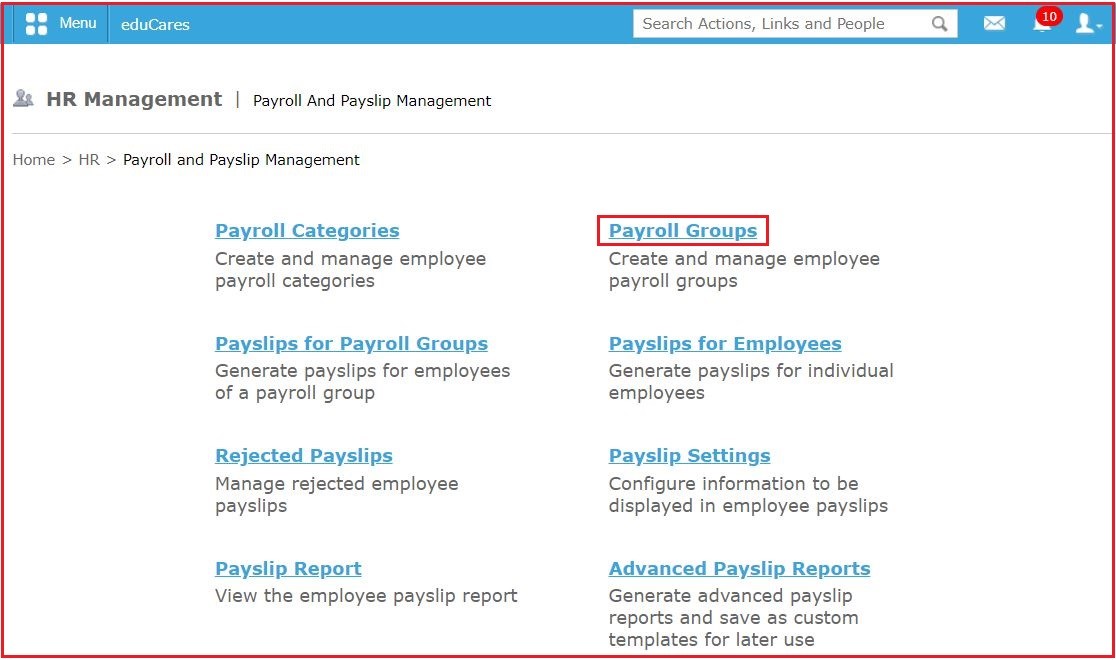 Menu
eduCares
Search Actions, Links and People
10
HR Management | Payroll And Payslip Management
Home > HR > Payroll and Payslip Management
Payroll Categories
Create and manage employee
payroll categories
Payroll Groups
Create and manage employee
payroll groups
Payslips for Payroll Groups
Generate payslips for employees
of a payroll group
Payslips for Employees
Generate payslips for individual
employees
Rejected Payslips
Manage rejected employee
payslips
Payslip Settings
Configure information to be
displayed in employee payslips
Payslip Report
View the employee payslip report
Advanced Payslip Reports
Generate advanced payslip
reports and save as custom
templates for later use